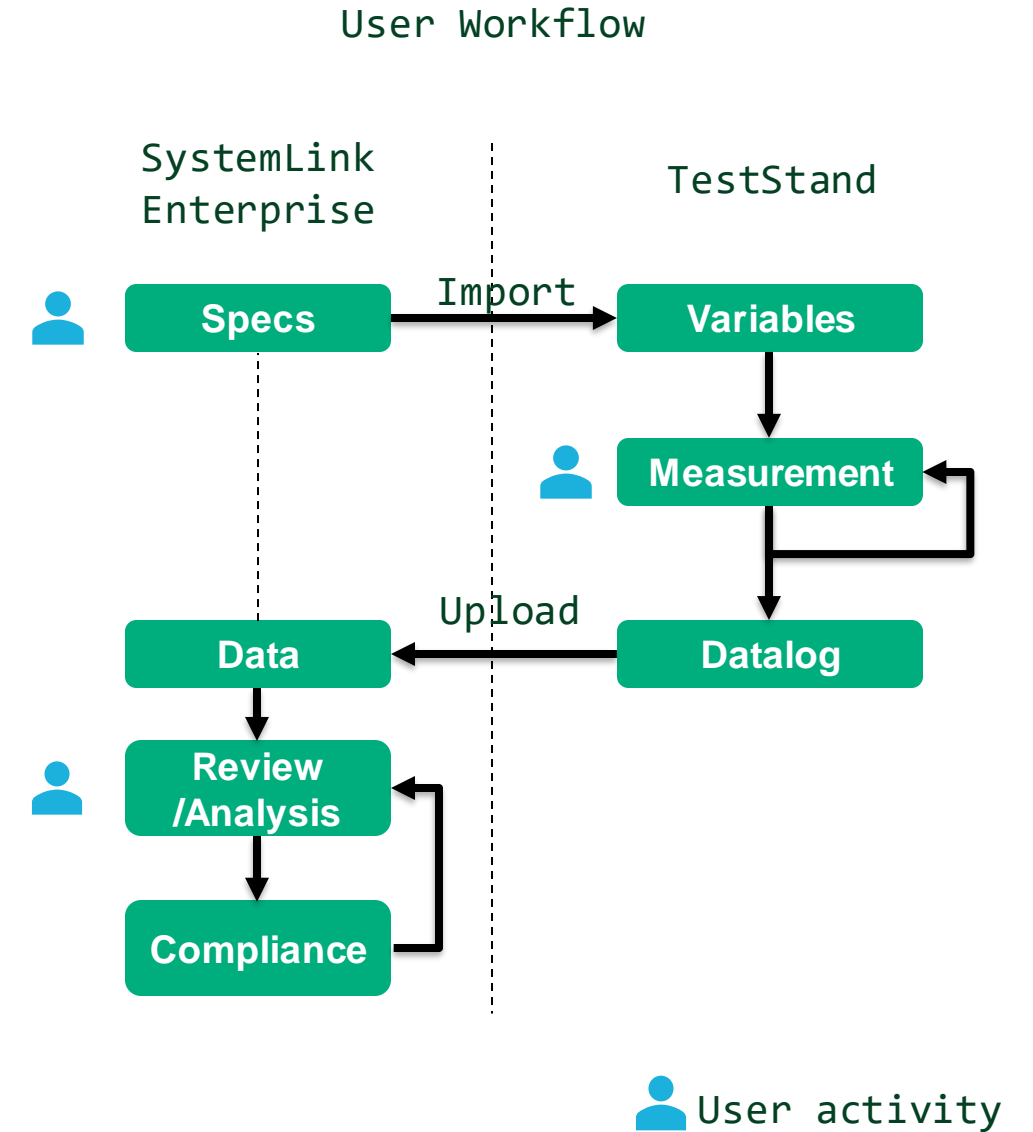 User Workflow
SystemLink
Enterprise
TestStand
Specs
Import
Variables
Measurement
Upload
Data
Datalog
Review
/Analysis
Compliance
User activity